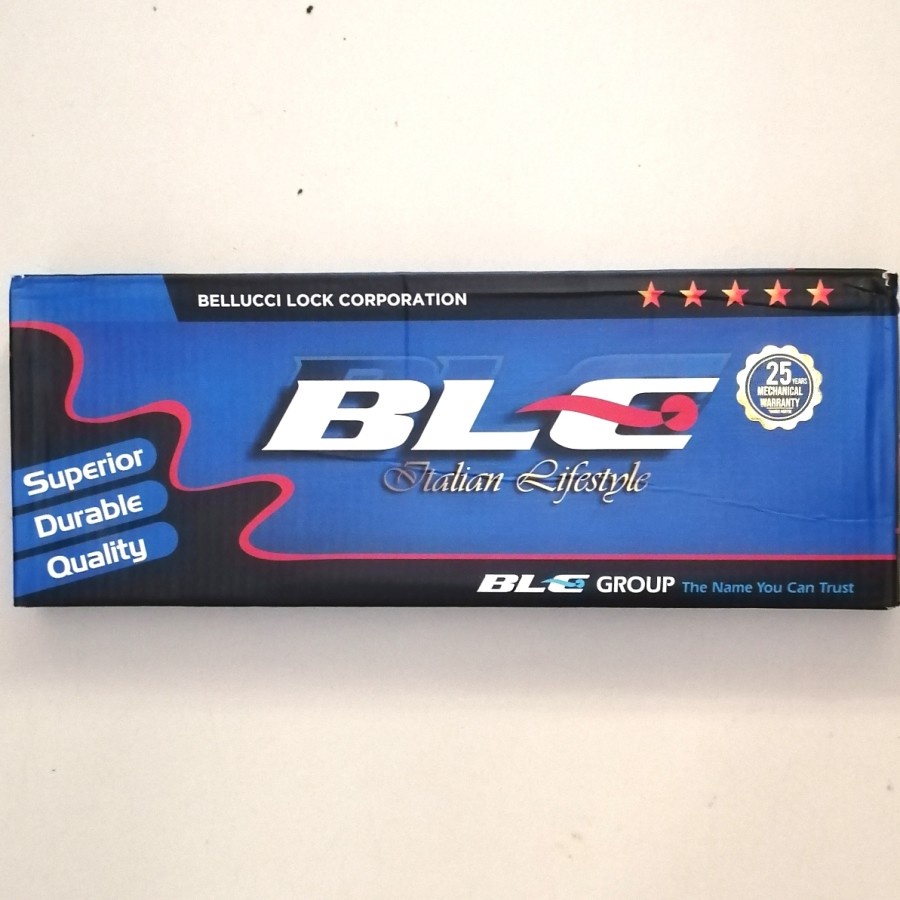 BELLUCCI LOCK CORPORATION
BLC
Italian Lifestyle
25 YEARS
MECHANICAL
WARRANTY
Superior
Durable
Quality
BLC GROUP The Name You Can Trust